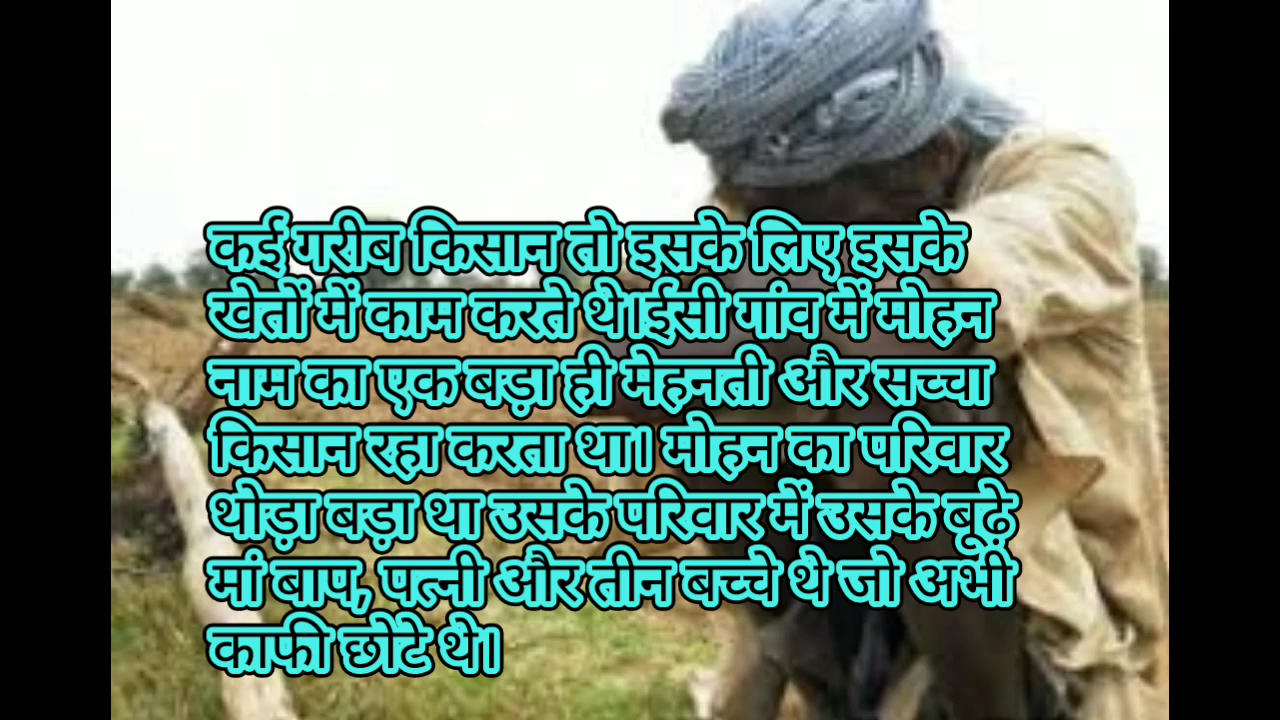 कई गरीब किसान तो इसके लिए इसके
खेतों में काम करते थे।ईसी गांव में मोहन
नाम का एक बड़ा ही मेहनती और सच्चा
किसान रहा करता था। मोहन का परिवार
थोड़ा बड़ा था उसके परिवार में उसके बूढ़े
मां बाप, पत्नी और तीन बच्चे थे जो अभी
काफी छोटे थे।